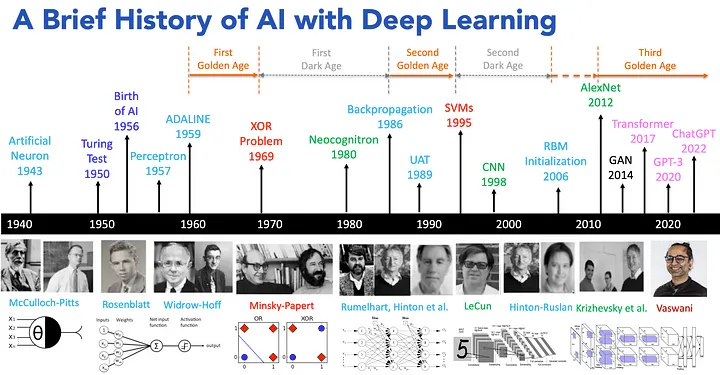 A Brief History of AI with Deep Learning
First
Golden Age
First
Dark Age
Second
Golden Age
Second
Dark Age
Third
Golden Age
Artificial
Neuron
1943
Turing
Test
1950
Birth
of AI
1956
Perceptron
1957
ADALINE
1959
XOR
Problem
1969
Neocognitron
1980
Backpropagation
1986
UAT
1989
SVMs
1995
CNN
1998
RBM
Initialization
2006
AlexNet
2012
GAN
2014
Transformer
2017
GPT-3
2020
ChatGPT
2022
1940 1950 1960 1970 1980 1990 2000 2010 2020
McCulloch-Pitts
Rosenblatt
Widrow-Hoff
Minsky-Papert
Rumelhart, Hinton et al.
LeCun
Hinton-Ruslan
Krizhevsky et al.
Vaswani
X₁
X₂
X₃
X₄
θ
Inputs Weights Net input function Activation function
Σ
output
OR
XOR
1
0
0 1
0 1
5